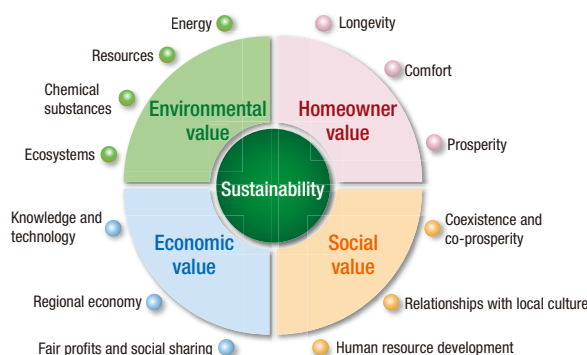 Energy
Longevity
Resources
Comfort
Chemical
substances
Environmental
value
Homeowner
value
Ecosystems
Prosperity
Sustainability
Knowledge and
technology
Coexistence and
co-prosperity
Economic
value
Social
value
Regional economy
Relationships with local culture
Fair profits and social sharing
Human resource development